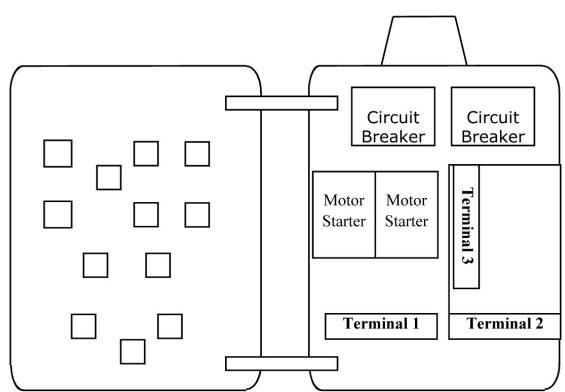 Circuit
Breaker
Circuit
Breaker
Motor
Starter
Motor
Starter
Terminal 3
Terminal 1
Terminal 2